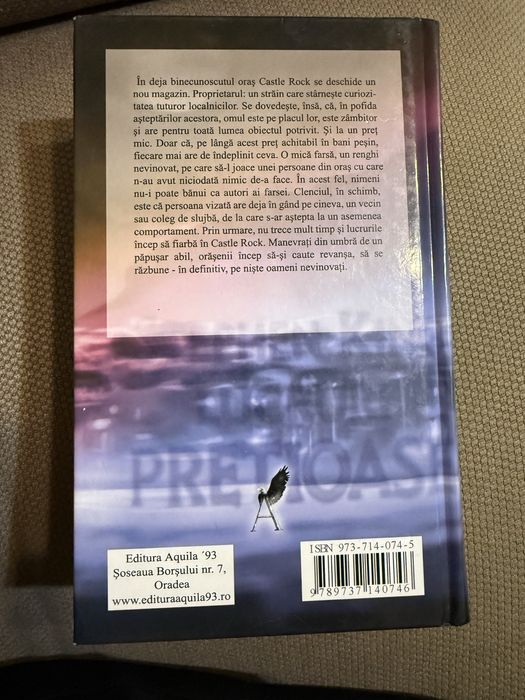 În deja binecunoscutul oraș Castle Rock se deschide un
nou magazin. Proprietarul: un străin care stârnește curiozi-
tatea tuturor localnicilor. Se dovedește, însă, că, în pofida
așteptărilor acestora, omul este pe placul lor, este zâmbitor
și are pentru toată lumea obiectul potrivit. Și la un preț
mic. Doar că, pe lângă acest preț achitabil în bani peșin,
fiecare mai are de îndeplinit ceva. O mică farsă, un renghi
nevinovat, pe care să-l joace unei persoane din oraș cu care
n-au avut niciodată nimic de-a face. În acest fel, nimeni
nu-i poate bănui ca autori ai farsei. Clenciul, în schimb,
este că persoana vizată are deja în gând pe cineva, un vecin
sau coleg de slujbă, de la care s-ar aștepta la un asemenea
comportament. Prin urmare, nu trece mult timp și lucrurile
încep să fiarbă în Castle Rock. Manevrați din umbră de un
păpușar abil, orășenii încep să-și caute revanșa, să se
răzbune - în definitiv, pe niște oameni nevinovați.
PREȚIOAS
A
Editura Aquila '93
Șoseaua Borșului nr. 7,
Oradea
www.edituraaquila93.ro
ISBN 973-714-074-5
9 789737 140746